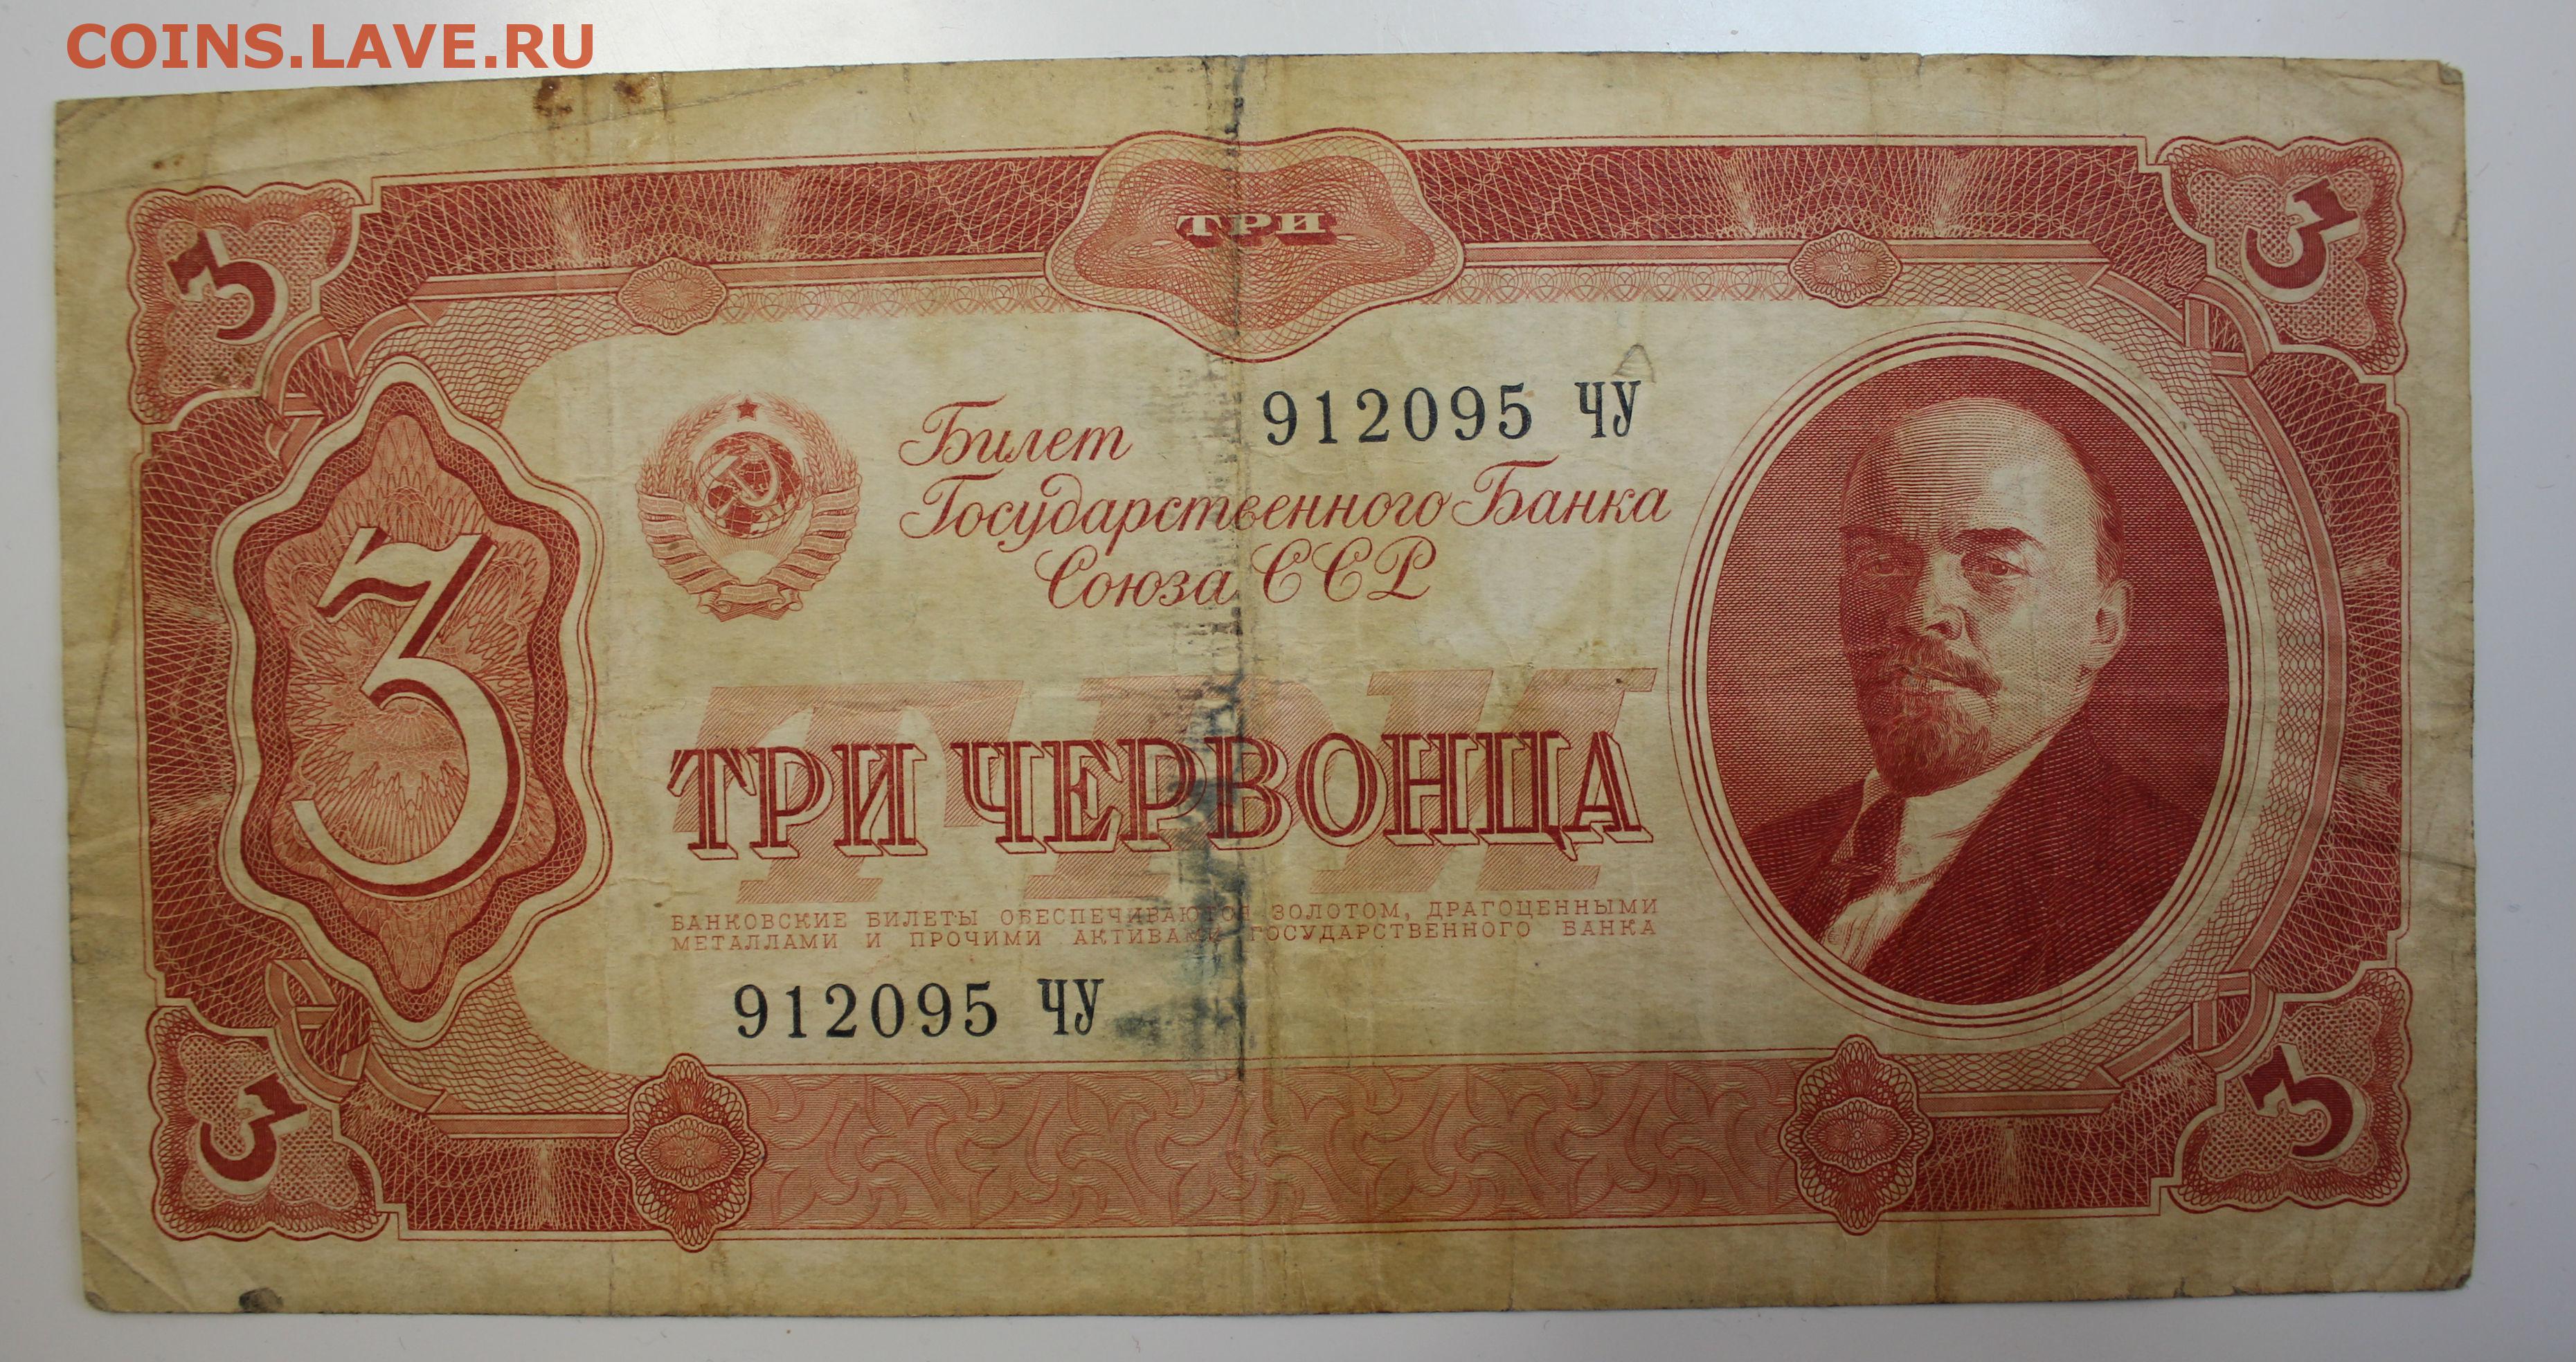 COINS.LAVE.RU
3
ТРИ
3
912095 ЧУ
Билет
Государственного Банка
Союза ССР
3
ТРИ
ТРИ ЧЕРВОНЦА
БАНКОВСКИЕ БИЛЕТЫ ОБЕСПЕЧИВАЮТСЯ ЗОЛОТОМ, ДРАГОЦЕННЫМИ
МЕТАЛЛАМИ И ПРОЧИМИ АКТИВАМИ ГОСУДАРСТВЕННОГО БАНКА
912095 ЧУ
3
3